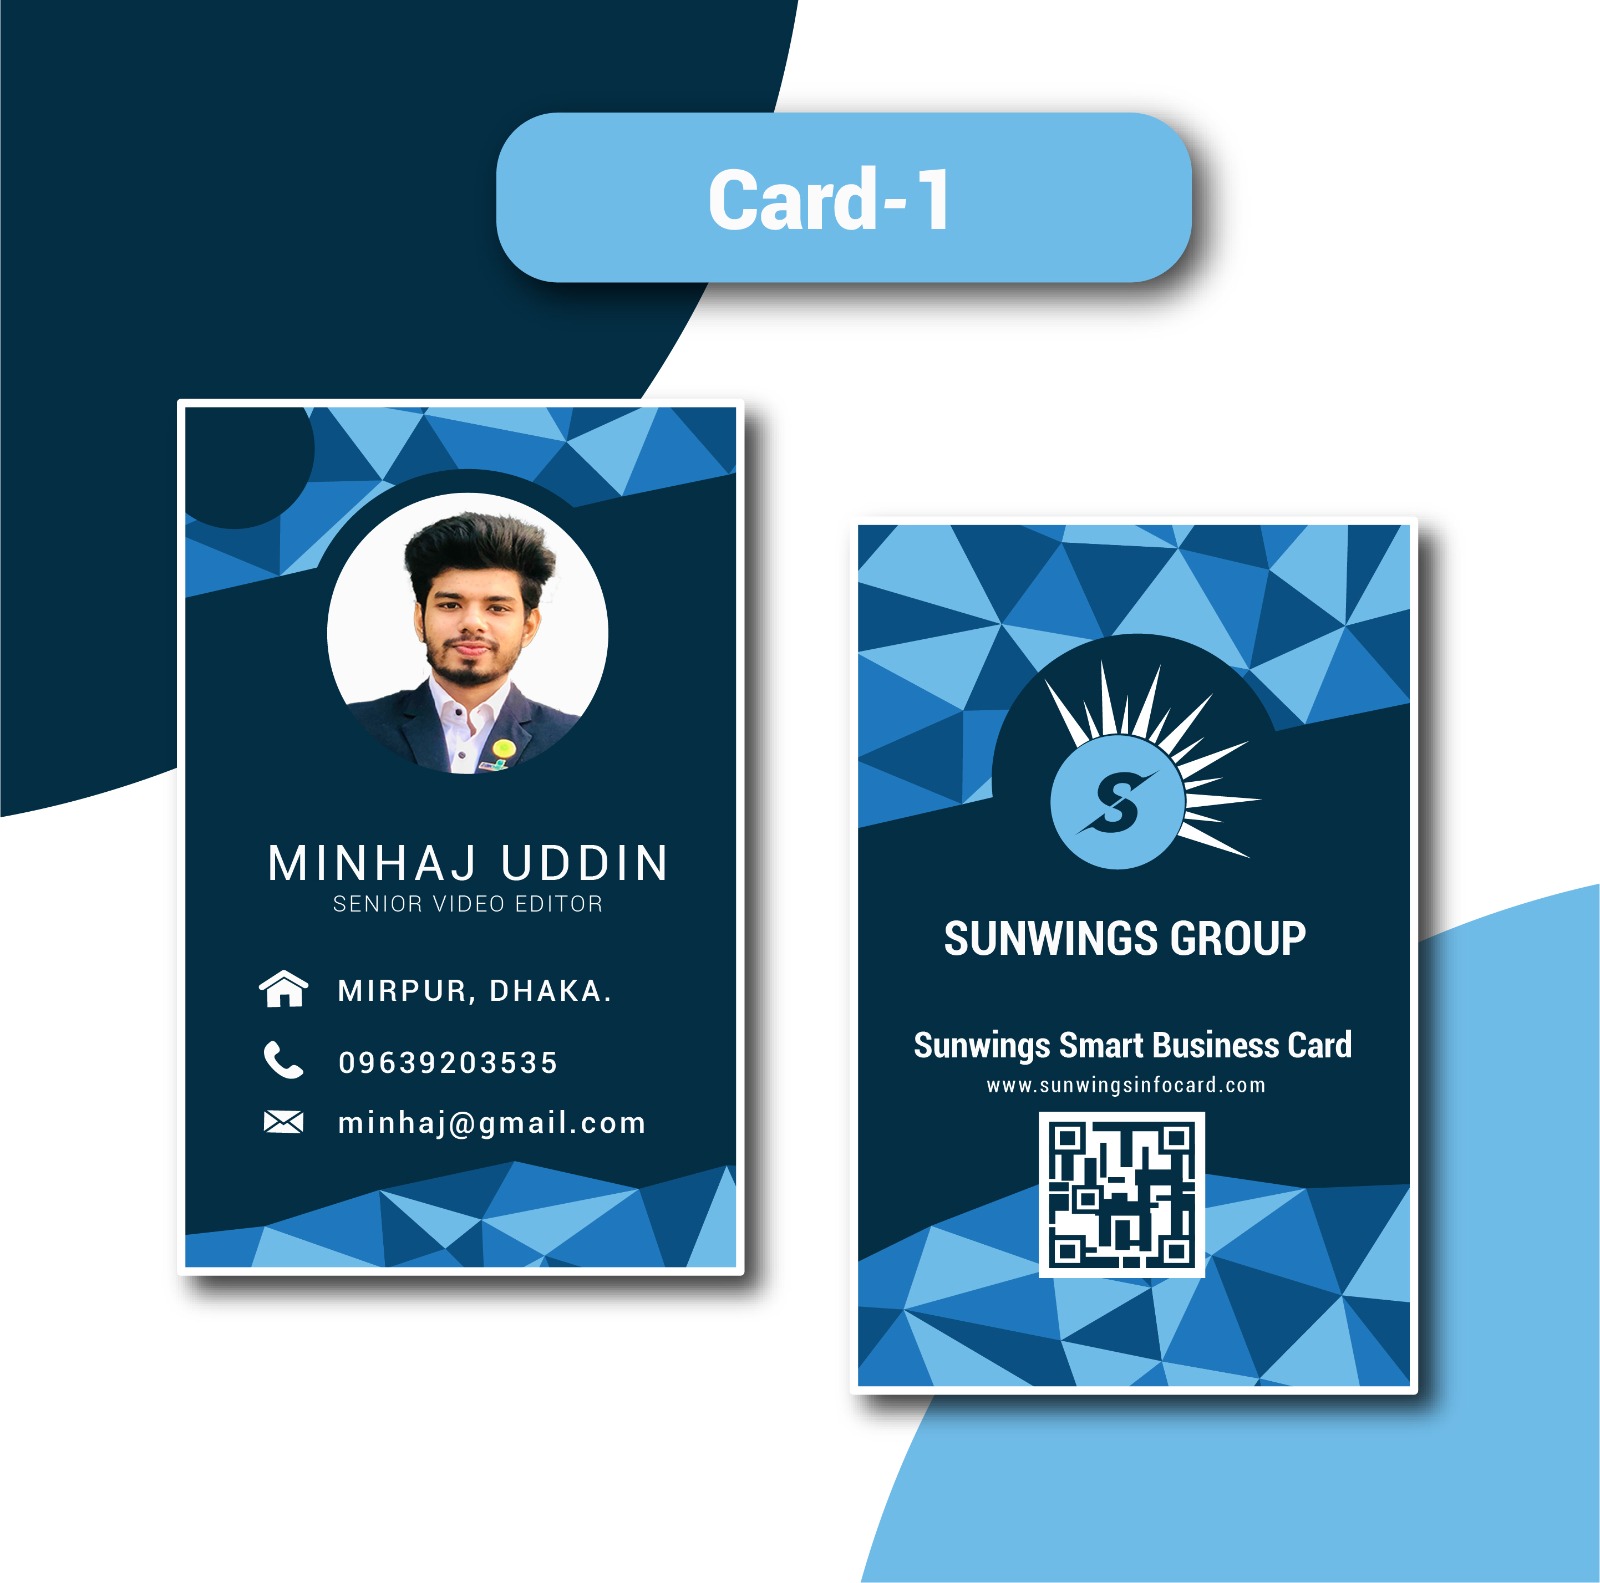 Card-1
MINHAJ UDDIN
SENIOR VIDEO EDITOR
MIRPUR, DHAKA.
09639203535
minhaj@gmail.com
S
SUNWINGS GROUP
Sunwings Smart Business Card
www.sunwingsinfocard.com